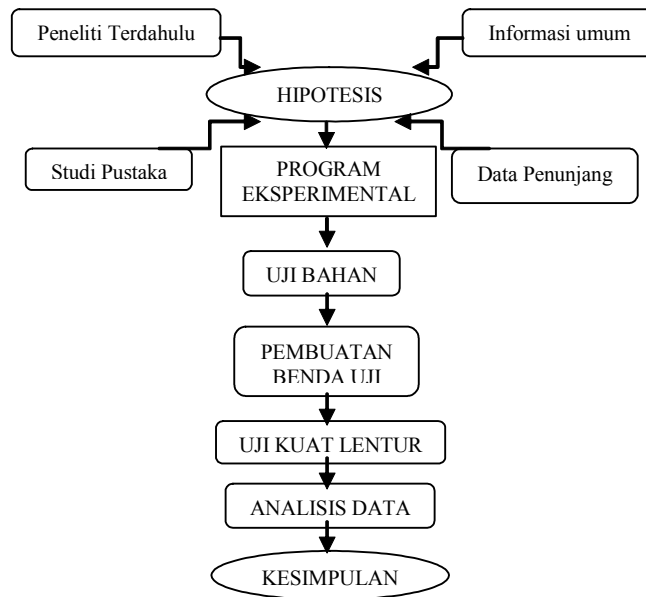 Peneliti Terdahulu
Informasi umum
HIPOTESIS
Studi Pustaka
Data Penunjang
PROGRAM
EKSPERIMENTAL
UJI BAHAN
PEMBUATAN
BENDA UJI
UJI KUAT LENTUR
ANALISIS DATA
KESIMPULAN